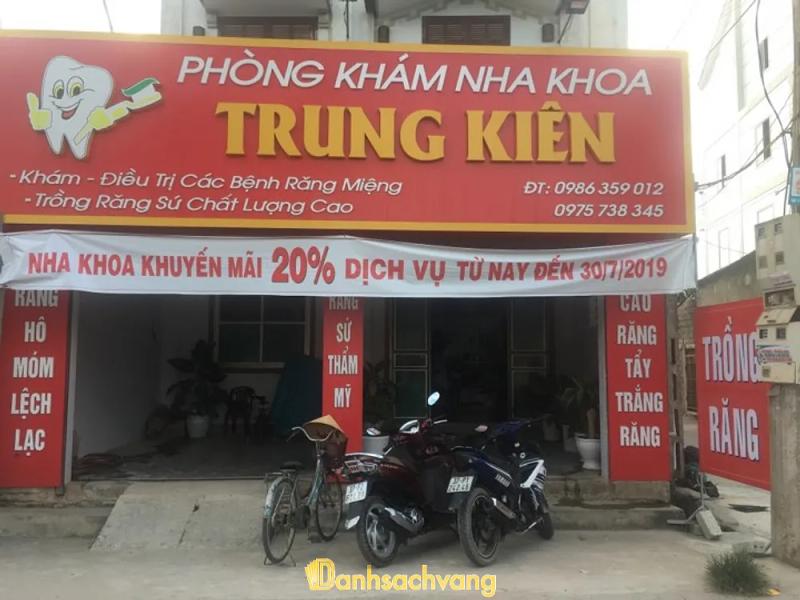 PHÒNG KHÁM NHA KHOA
TRUNG KIÊN
- Khám - Điều Trị Các Bệnh Răng Miệng
- Trồng Răng Sứ Chất Lượng Cao
ĐT: 0986 359 012
0975 738 345
NHA KHOA KHUYẾN MÃI 20% DỊCH VỤ TỪ NAY ĐẾN 30/7/2019
RĂNG
HÔ
MÓM
LỆCH
LẠC
RĂNG
SỨ
THẨM
MỸ
CẠO
RĂNG
TẨY
TRẮNG
RĂNG
TRỒNG
RĂNG
YAMAHA
Danhsachvang